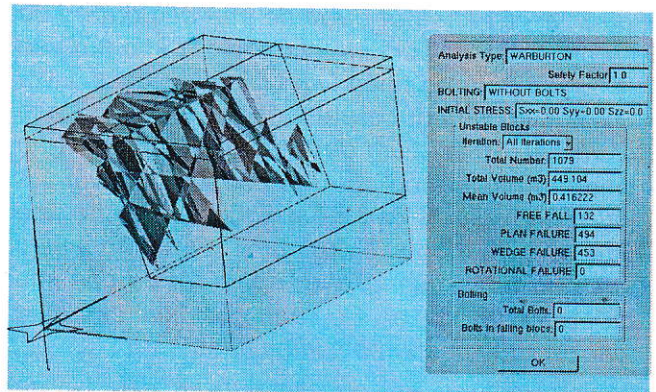 Analysis Type: WARBURTON
Safety Factor 1.0
BOLTING: WITHOUT BOLTS
INITIAL STRESS: Sxx=0.00 Syy=0.00 Szz=0.0
Unstable Blocks
Iteration: All Iterations
Total Number: 1079
Total Volume (m3): 449.104
Mean Volume (m3): 0.416222
FREE FALL: 132
PLAN FAILURE: 494
WEDGE FAILURE: 453
ROTATIONAL FAILURE: 0
Bolting
Total Bolts: 0
Bolts in falling blocs: 0
OK